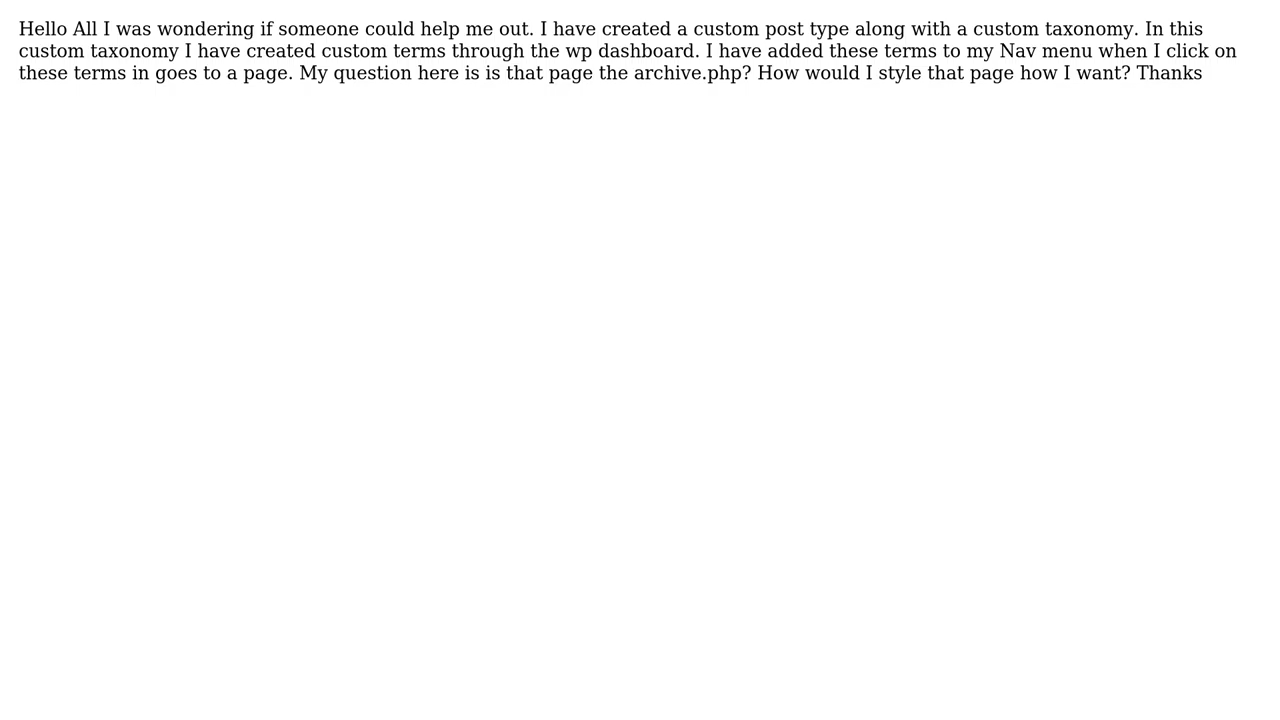 Hello All I was wondering if someone could help me out. I have created a custom post type along with a custom taxonomy. In this
custom taxonomy I have created custom terms through the wp dashboard. I have added these terms to my Nav menu when I click on
these terms in goes to a page. My question here is is that page the archive.php? How would I style that page how I want? Thanks